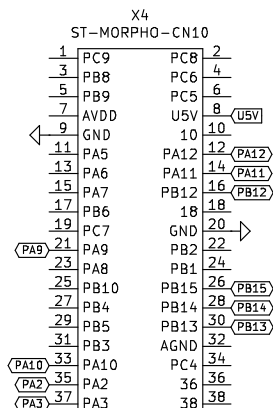 X4
ST-MORPHO-CN10
1 PC9 PC8 2
3 PB8 PC6 4
5 PB9 PC5 6
7 AVDD U5V 8 U5V
9 GND 10 10
11 PA5 PA12 12 PA12
13 PA6 PA11 14 PA11
15 PA7 PB12 16 PB12
17 PB6 18 18
19 PC7 GND 20
PA9 21 PA9 PB2 22
23 PA8 PB1 24
25 PB10 PB15 26 PB15
27 PB4 PB14 28 PB14
29 PB5 PB13 30 PB13
31 PB3 AGND 32
PA10 33 PA10 PC4 34
PA2 35 PA2 36 36
PA3 37 PA3 38 38